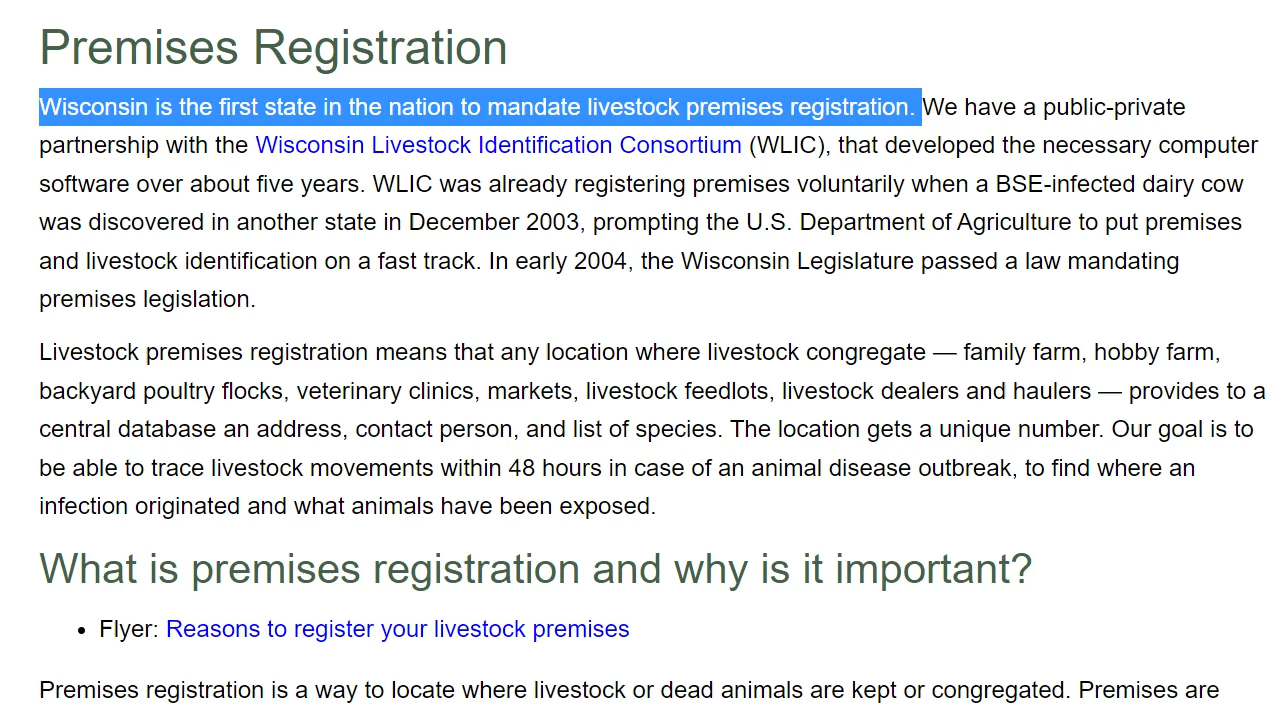 Premises Registration
Wisconsin is the first state in the nation to mandate livestock premises registration. We have a public-private
partnership with the Wisconsin Livestock Identification Consortium (WLIC), that developed the necessary computer
software over about five years. WLIC was already registering premises voluntarily when a BSE-infected dairy cow
was discovered in another state in December 2003, prompting the U.S. Department of Agriculture to put premises
and livestock identification on a fast track. In early 2004, the Wisconsin Legislature passed a law mandating
premises legislation.
Livestock premises registration means that any location where livestock congregate — family farm, hobby farm,
backyard poultry flocks, veterinary clinics, markets, livestock feedlots, livestock dealers and haulers — provides to a
central database an address, contact person, and list of species. The location gets a unique number. Our goal is to
be able to trace livestock movements within 48 hours in case of an animal disease outbreak, to find where an
infection originated and what animals have been exposed.
What is premises registration and why is it important?
• Flyer: Reasons to register your livestock premises
Premises registration is a way to locate where livestock or dead animals are kept or congregated. Premises are